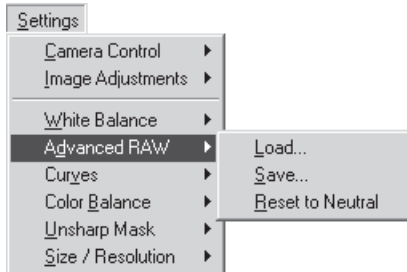 Settings
Camera Control
Image Adjustments
White Balance
Advanced RAW
Load...
Save...
Reset to Neutral
Curves
Color Balance
Unsharp Mask
Size / Resolution